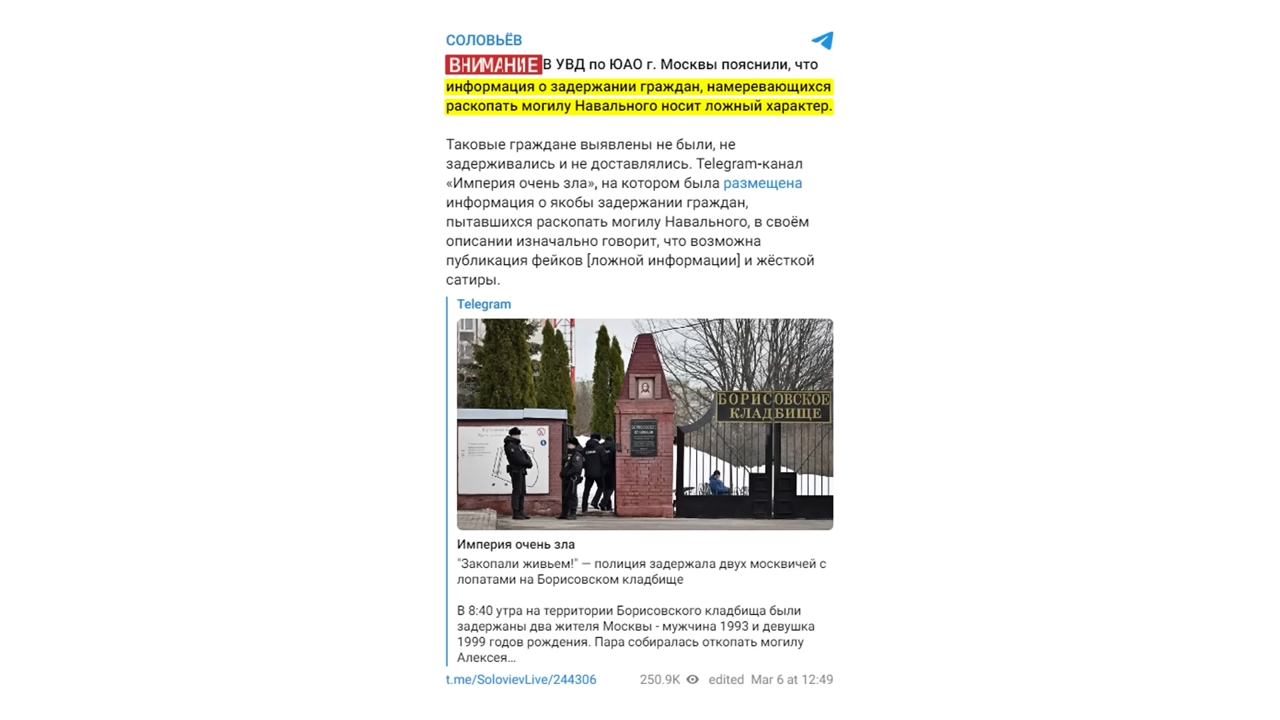 СОЛОВЬЁВ
ВНИМАНИЕ В УВД по ЮАО г. Москвы пояснили, что
информация о задержании граждан, намеревающихся
раскопать могилу Навального носит ложный характер.
Таковые граждане выявлены не были, не
задерживались и не доставлялись. Telegram-канал
«Империя очень зла», на котором была размещена
информация о якобы задержании граждан,
пытавшихся раскопать могилу Навального, в своём
описании изначально говорит, что возможна
публикация фейков [ложной информации] и жёсткой
сатиры.
Telegram
БОРИСОВСКОЕ
КЛАДБИЩЕ
Империя очень зла
"Закопали живьем!" — полиция задержала двух москвичей с
лопатами на Борисовском кладбище
В 8:40 утра на территории Борисовского кладбища были
задержаны два жителя Москвы - мужчина 1993 и девушка
1999 годов рождения. Пара собиралась откопать могилу
Алексея…
t.me/SolovievLive/244306 250.9K edited Mar 6 at 12:49